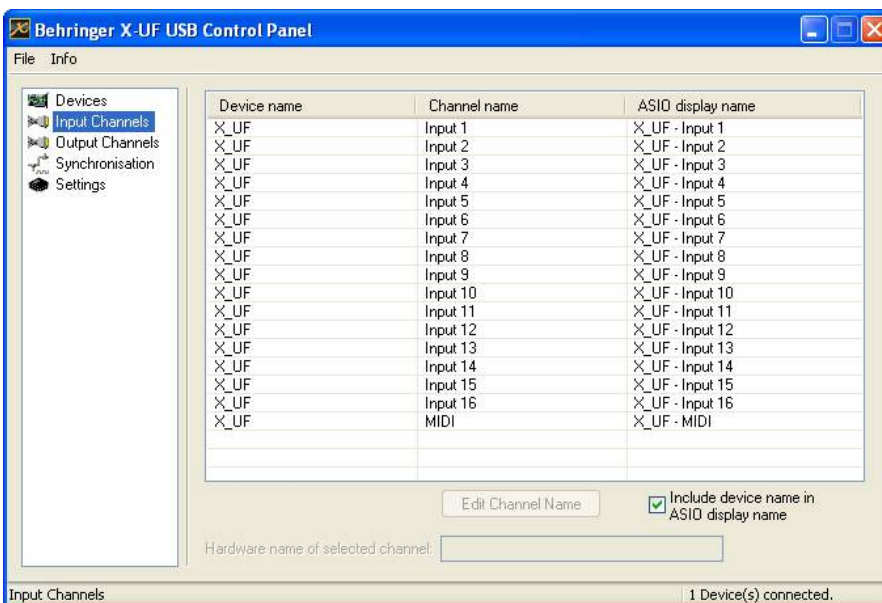 Behringer X-UF USB Control Panel
File Info
Devices
Input Channels
Output Channels
Synchronisation
Settings
Device name Channel name ASIO display name
X_UF Input 1 X_UF - Input 1
X_UF Input 2 X_UF - Input 2
X_UF Input 3 X_UF - Input 3
X_UF Input 4 X_UF - Input 4
X_UF Input 5 X_UF - Input 5
X_UF Input 6 X_UF - Input 6
X_UF Input 7 X_UF - Input 7
X_UF Input 8 X_UF - Input 8
X_UF Input 9 X_UF - Input 9
X_UF Input 10 X_UF - Input 10
X_UF Input 11 X_UF - Input 11
X_UF Input 12 X_UF - Input 12
X_UF Input 13 X_UF - Input 13
X_UF Input 14 X_UF - Input 14
X_UF Input 15 X_UF - Input 15
X_UF Input 16 X_UF - Input 16
X_UF MIDI X_UF - MIDI
Edit Channel Name
Include device name in
ASIO display name
Hardware name of selected channel:
Input Channels 1 Device(s) connected.